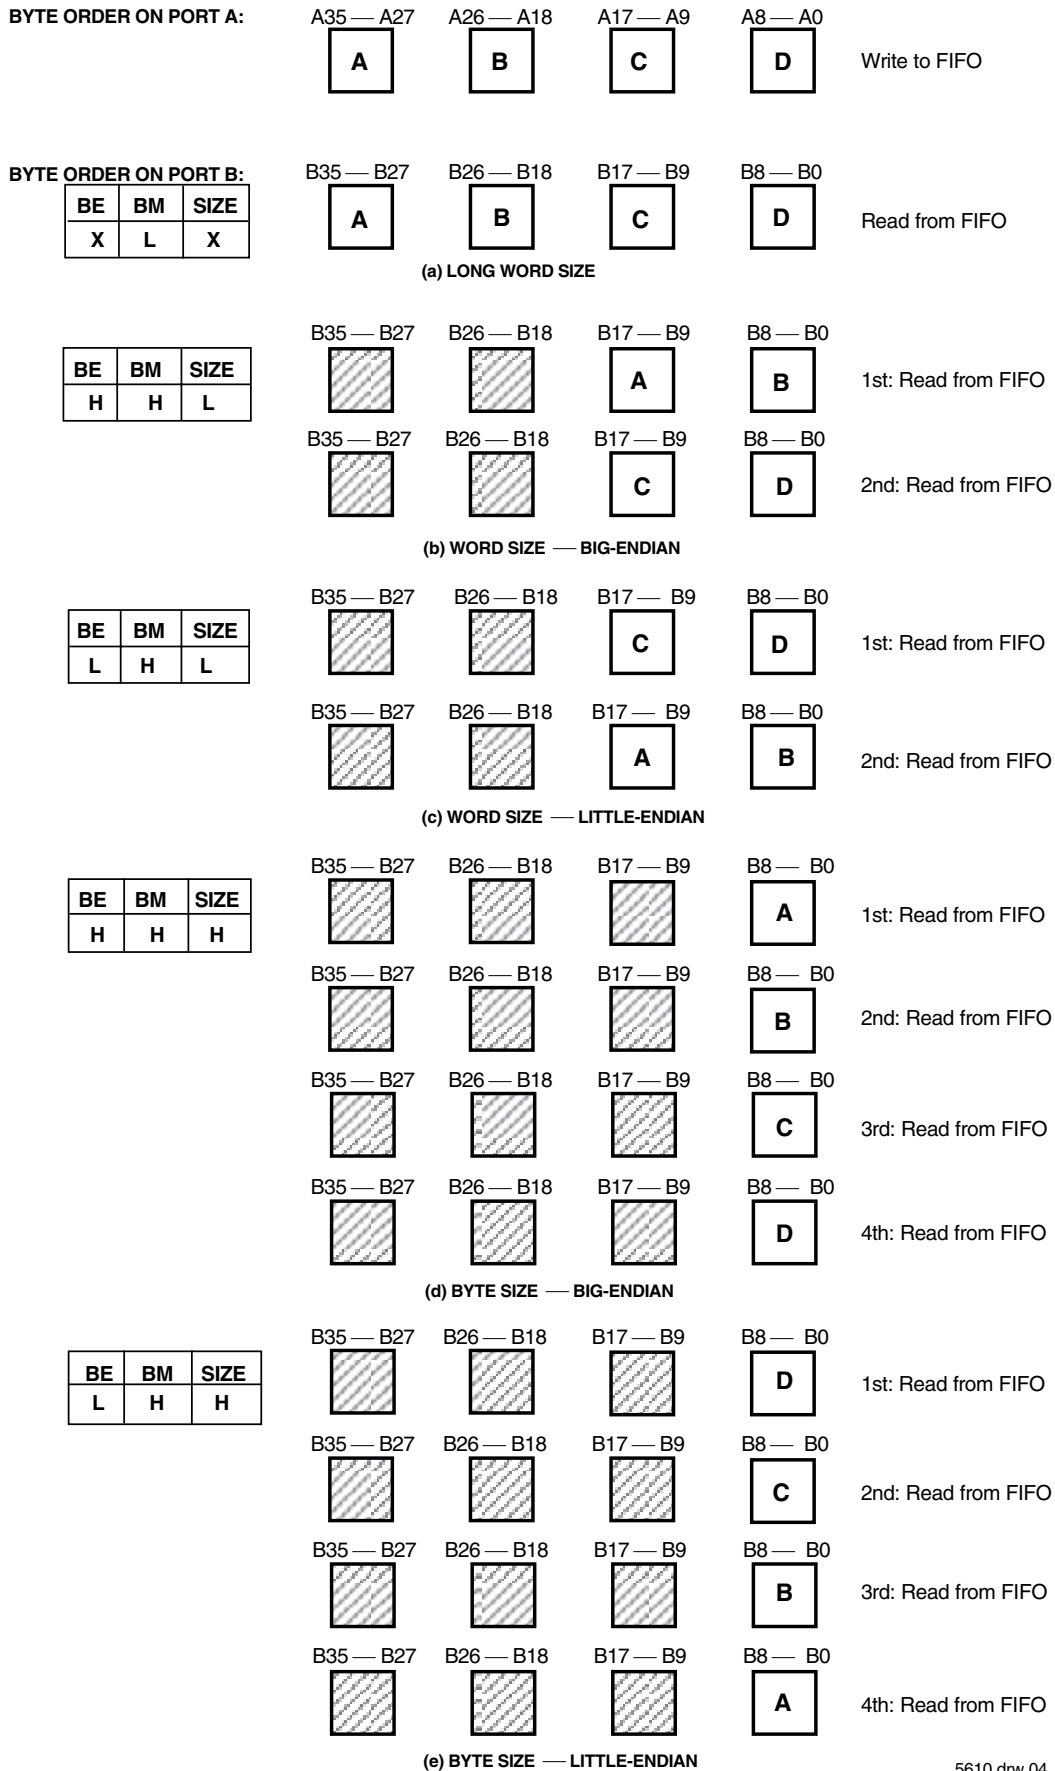 BYTE ORDER ON PORT A: A35 — A27 A26 — A18 A17 — A9 A8 — A0
A B C D Write to FIFO
BYTE ORDER ON PORT B: B35 — B27 B26 — B18 B17 — B9 B8 — B0
BE BM SIZE
X L X
A B C D Read from FIFO
(a) LONG WORD SIZE
B35 — B27 B26 — B18 B17 — B9 B8 — B0
BE BM SIZE
H H L
A B 1st: Read from FIFO
B35 — B27 B26 — B18 B17 — B9 B8 — B0
C D 2nd: Read from FIFO
(b) WORD SIZE — BIG-ENDIAN
B35 — B27 B26 — B18 B17 — B9 B8 — B0
BE BM SIZE
L H L
C D 1st: Read from FIFO
B35 — B27 B26 — B18 B17 — B9 B8 — B0
A B 2nd: Read from FIFO
(c) WORD SIZE — LITTLE-ENDIAN
B35 — B27 B26 — B18 B17 — B9 B8 — B0
BE BM SIZE
H H H
A 1st: Read from FIFO
B35 — B27 B26 — B18 B17 — B9 B8 — B0
B 2nd: Read from FIFO
B35 — B27 B26 — B18 B17 — B9 B8 — B0
C 3rd: Read from FIFO
B35 — B27 B26 — B18 B17 — B9 B8 — B0
D 4th: Read from FIFO
(d) BYTE SIZE — BIG-ENDIAN
B35 — B27 B26 — B18 B17 — B9 B8 — B0
BE BM SIZE
L H H
D 1st: Read from FIFO
B35 — B27 B26 — B18 B17 — B9 B8 — B0
C 2nd: Read from FIFO
B35 — B27 B26 — B18 B17 — B9 B8 — B0
B 3rd: Read from FIFO
B35 — B27 B26 — B18 B17 — B9 B8 — B0
A 4th: Read from FIFO
(e) BYTE SIZE — LITTLE-ENDIAN
5610 drw 04